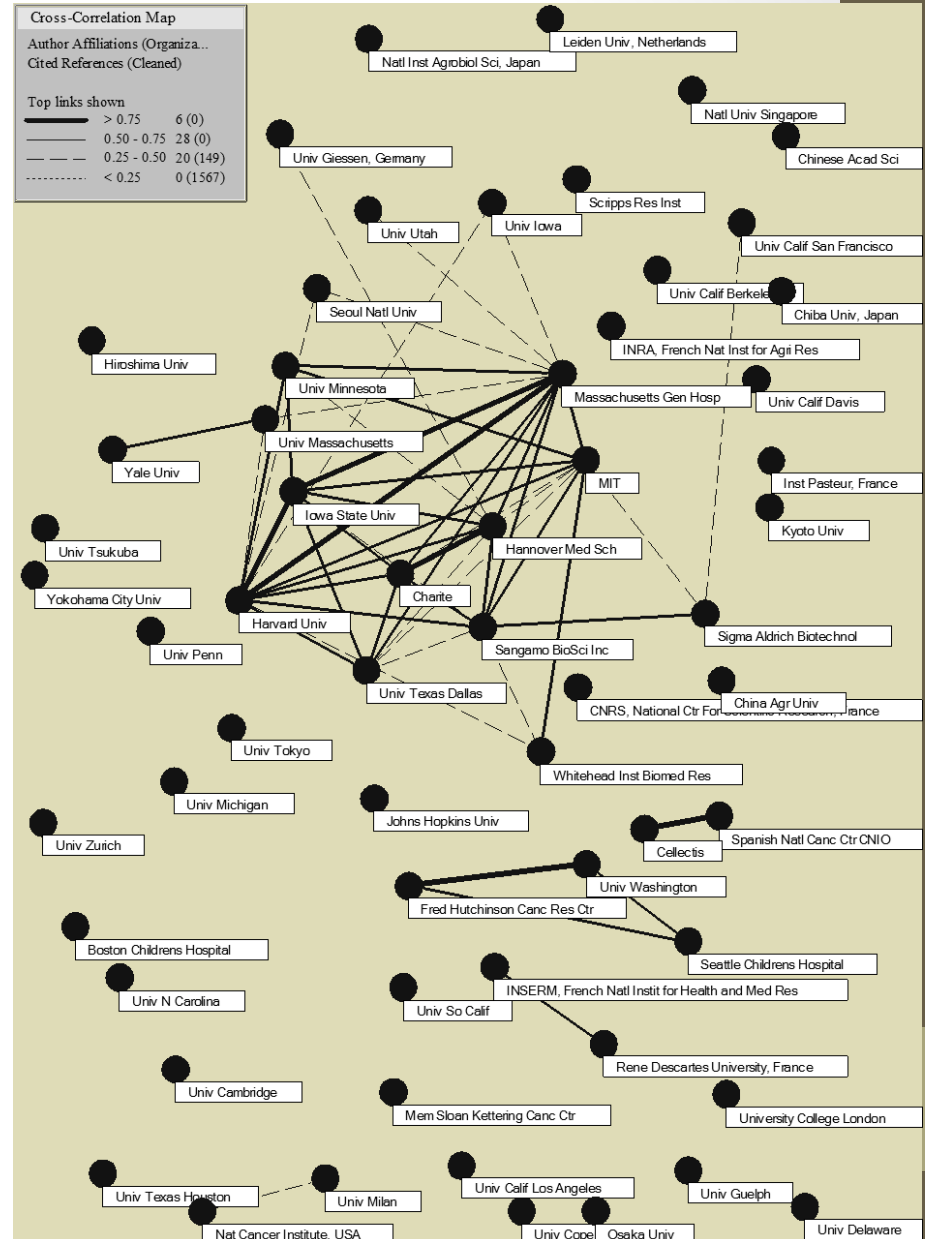 Cross-Correlation Map
Author Affiliations (Organiza...
Cited References (Cleaned)
Top links shown
> 0.75 6 (0)
0.50 - 0.75 28 (0)
0.25 - 0.50 20 (149)
< 0.25 0 (1567)
Leiden Univ, Netherlands
Natl Inst Agrobiol Sci, Japan
Natl Univ Singapore
Chinese Acad Sci
Univ Giessen, Germany
Scripps Res Inst
Univ Iowa
Univ Utah
Univ Calif San Francisco
Univ Calif Berkele
Seoul Natl Univ
Chiba Univ, Japan
INRA, French Nat Inst for Agri Res
Hiroshima Univ
Univ Minnesota
Massachusetts Gen Hosp
Univ Calif Davis
Univ Massachusetts
Yale Univ
MIT
Inst Pasteur, France
Iowa State Univ
Kyoto Univ
Univ Tsukuba
Hannover Med Sch
Charite
Yokohama City Univ
Harvard Univ
Sigma Aldrich Biotechnol
Sangamo BioSci Inc
Univ Penn
Univ Texas Dallas
China Agr Univ
CNRS, National Ctr For Scientific Research, France
Univ Tokyo
Whitehead Inst Biomed Res
Univ Michigan
Johns Hopkins Univ
Spanish Natl Canc Ctr CNIO
Univ Zurich
Cellectis
Univ Washington
Fred Hutchinson Canc Res Ctr
Boston Childrens Hospital
Seattle Childrens Hospital
INSERM, French Natl Instit for Health and Med Res
Univ N Carolina
Univ So Calif
Rene Descartes University, France
Univ Cambridge
Mem Sloan Kettering Canc Ctr
University College London
Univ Calif Los Angeles
Univ Texas Houston
Univ Guelph
Univ Milan
Univ Delaware
Nat Cancer Institute, USA
Univ Cope
Osaka Univ